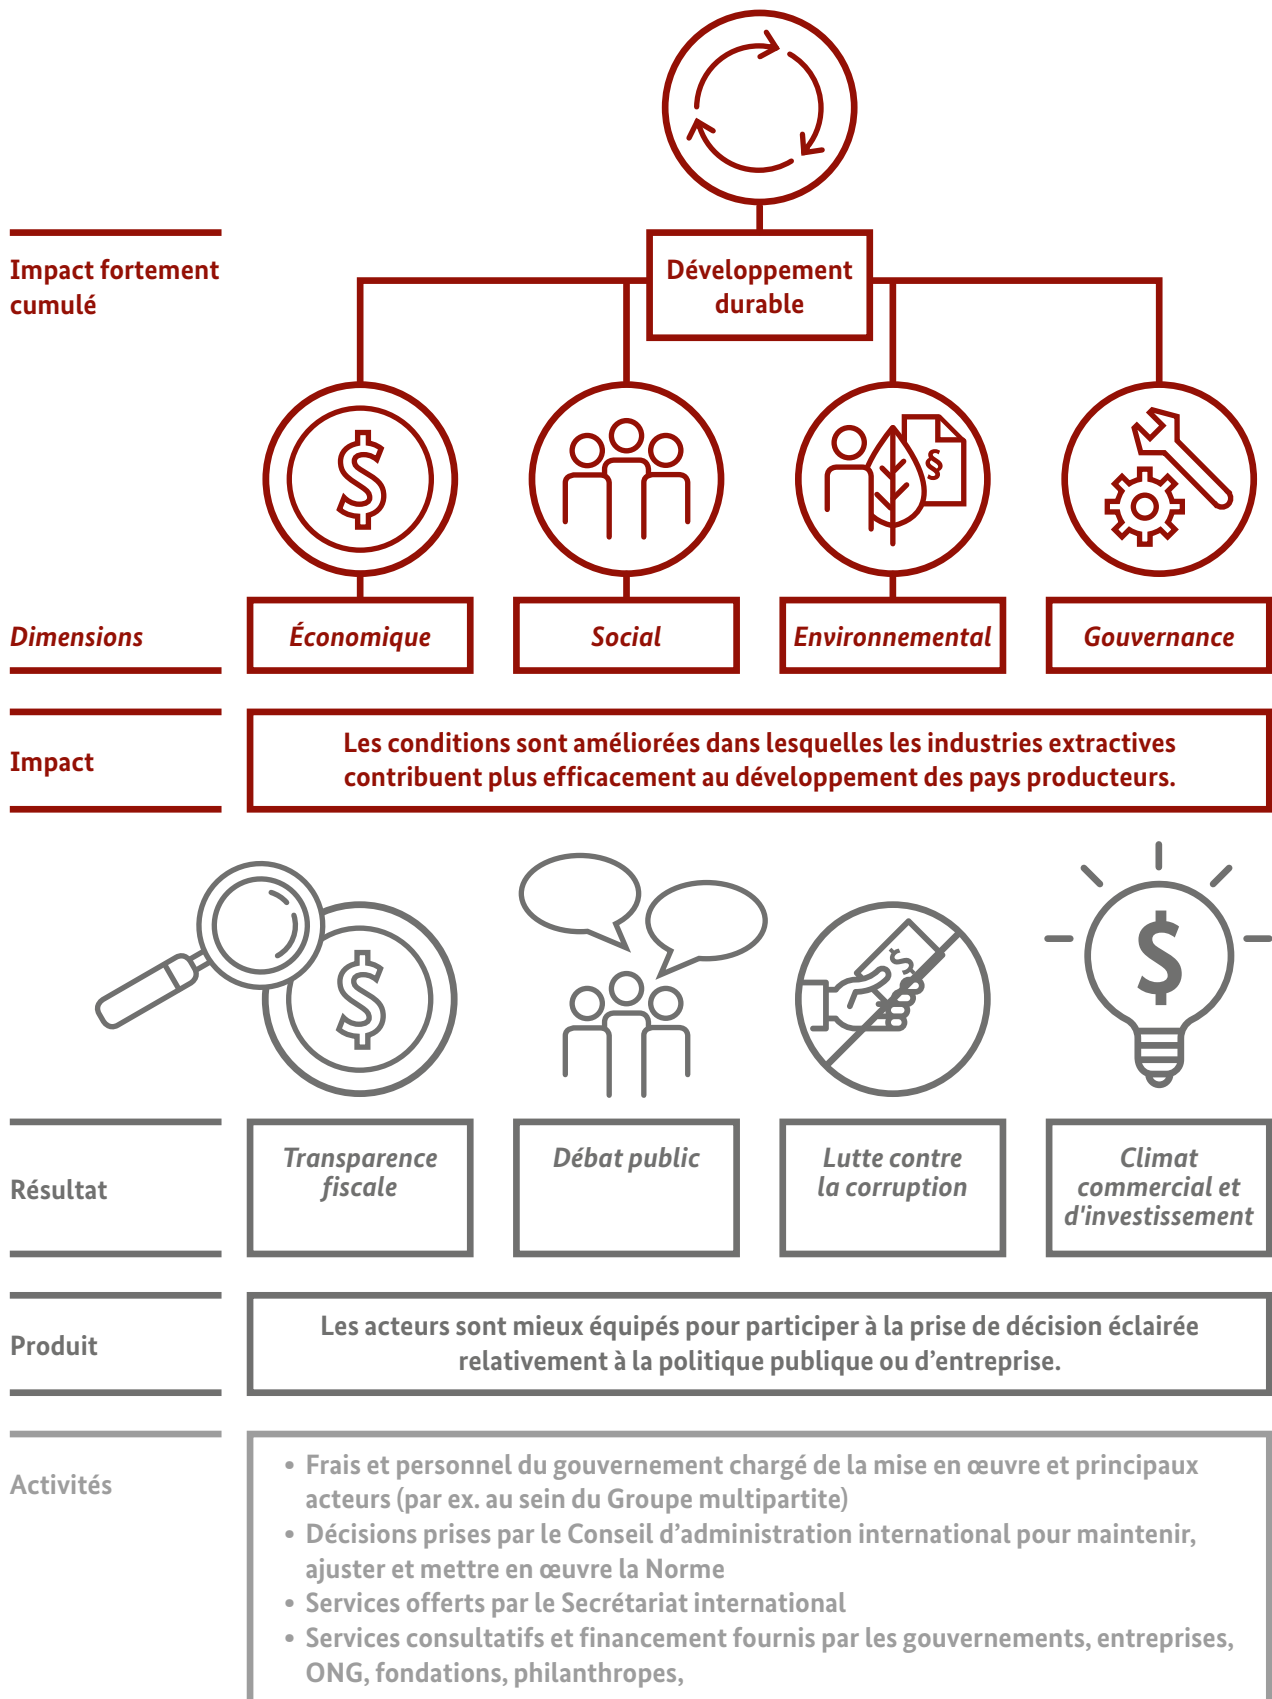 Impact fortement
cumulé
Développement
durable
Dimensions
Économique
Social
Environnemental
Gouvernance
Impact
Les conditions sont améliorées dans lesquelles les industries extractives
contribuent plus efficacement au développement des pays producteurs.
Résultat
Transparence
fiscale
Débat public
Lutte contre
la corruption
Climat
commercial et
d'investissement
Produit
Les acteurs sont mieux équipés pour participer à la prise de décision éclairée
relativement à la politique publique ou d’entreprise.
Activités
• Frais et personnel du gouvernement chargé de la mise en œuvre et principaux
acteurs (par ex. au sein du Groupe multipartite)
• Décisions prises par le Conseil d’administration international pour maintenir,
ajuster et mettre en œuvre la Norme
• Services offerts par le Secrétariat international
• Services consultatifs et financement fournis par les gouvernements, entreprises,
ONG, fondations, philanthropes,